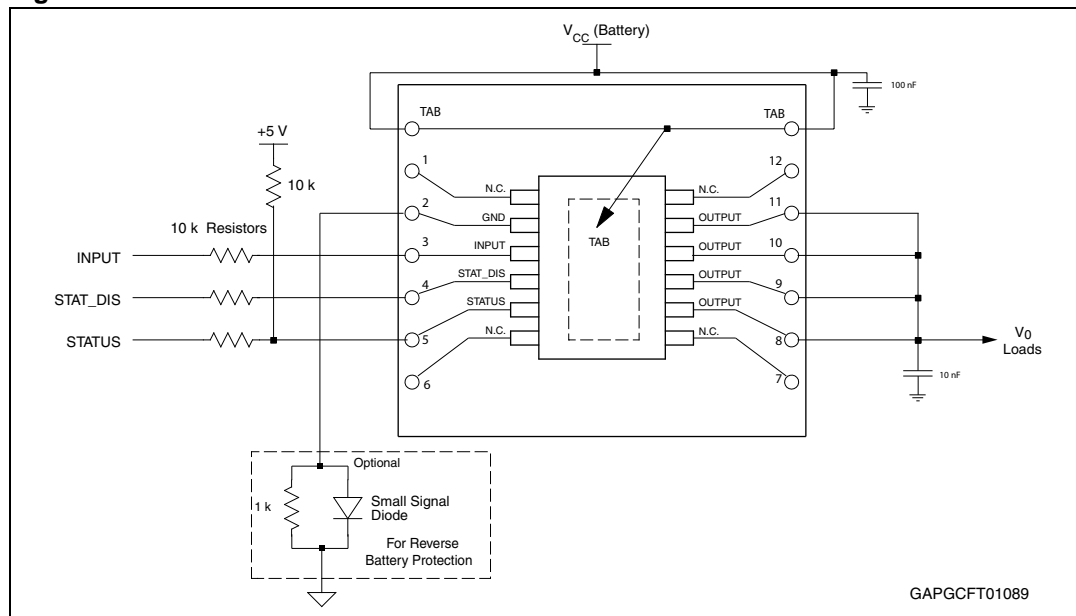 V_CC (Battery)
100 nF
TAB
TAB
+5 V
10 k
1
12
N.C.
N.C.
2
11
GND
OUTPUT
10 k Resistors
TAB
3
10
INPUT
INPUT
OUTPUT
4
9
STAT_DIS
STAT_DIS
OUTPUT
5
8
STATUS
STATUS
OUTPUT
V0
Loads
N.C.
N.C.
6
7
10 nF
Optional
1 k
Small Signal
Diode
For Reverse
Battery Protection
GAPGCFT01089